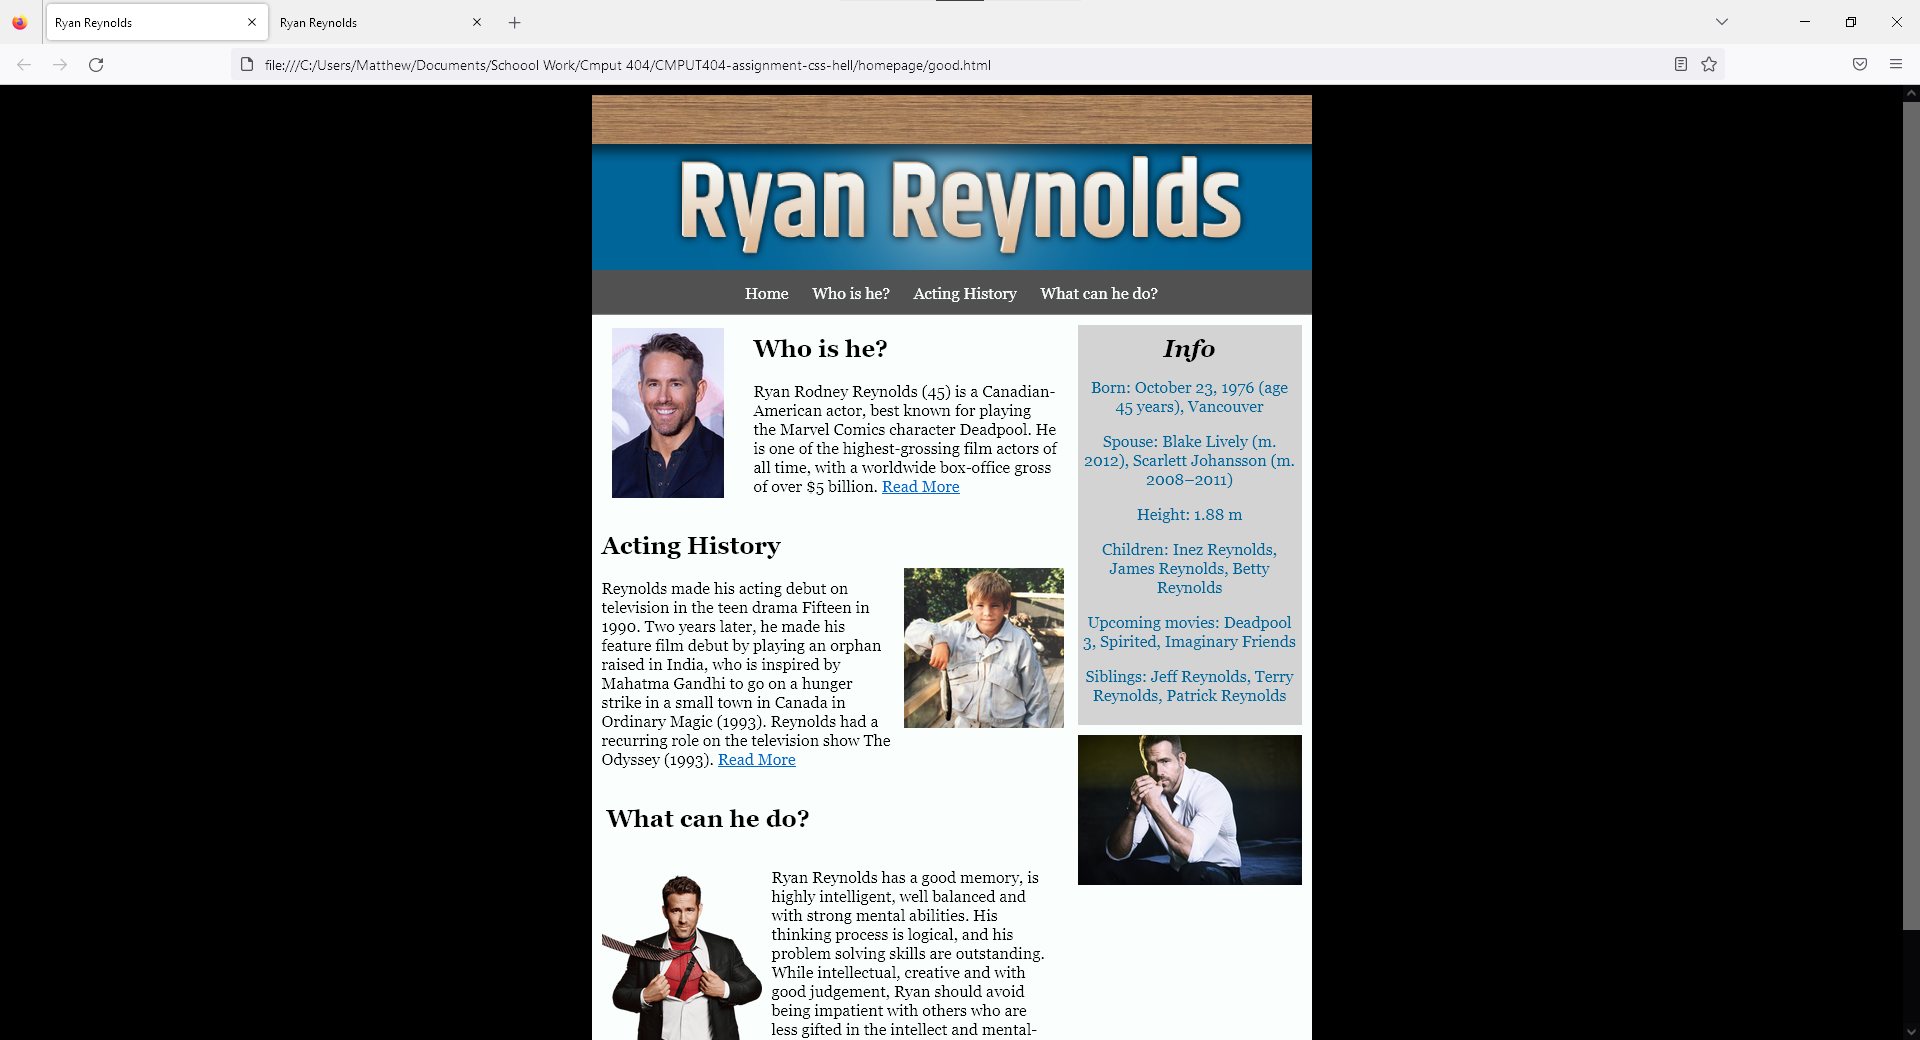 Ryan Reynolds
Ryan Reynolds
file:///C:/Users/Matthew/Documents/Schoool Work/Cmput 404/CMPUT404-assignment-css-hell/homepage/good.html
Ryan Reynolds
Home Who is he? Acting History What can he do?
Who is he?
Ryan Rodney Reynolds (45) is a Canadian-
American actor, best known for playing
the Marvel Comics character Deadpool. He
is one of the highest-grossing film actors of
all time, with a worldwide box-office gross
of over $5 billion. Read More
Acting History
Reynolds made his acting debut on
television in the teen drama Fifteen in
1990. Two years later, he made his
feature film debut by playing an orphan
raised in India, who is inspired by
Mahatma Gandhi to go on a hunger
strike in a small town in Canada in
Ordinary Magic (1993). Reynolds had a
recurring role on the television show The
Odyssey (1993). Read More
What can he do?
Ryan Reynolds has a good memory, is
highly intelligent, well balanced and
with strong mental abilities. His
thinking process is logical, and his
problem solving skills are outstanding.
While intellectual, creative and with
good judgement, Ryan should avoid
being impatient with others who are
less gifted in the intellect and mental-
Info
Born: October 23, 1976 (age
45 years), Vancouver
Spouse: Blake Lively (m.
2012), Scarlett Johansson (m.
2008–2011)
Height: 1.88 m
Children: Inez Reynolds,
James Reynolds, Betty
Reynolds
Upcoming movies: Deadpool
3, Spirited, Imaginary Friends
Siblings: Jeff Reynolds, Terry
Reynolds, Patrick Reynolds